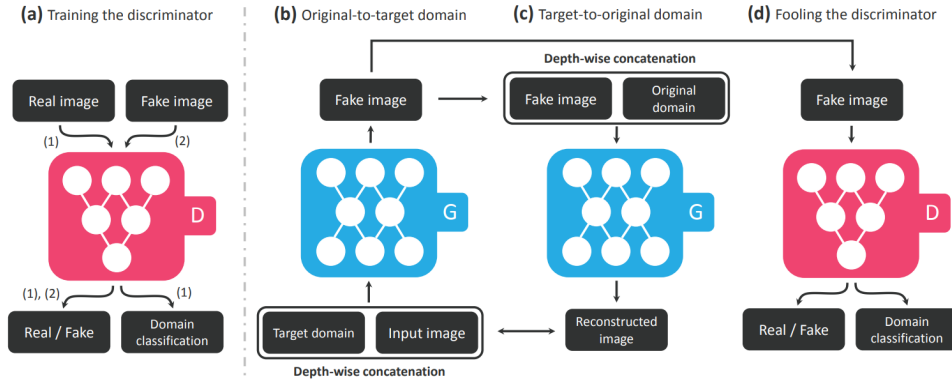 (a) Training the discriminator
(b) Original-to-target domain
(c) Target-to-original domain
(d) Fooling the discriminator
Real image
Fake image
(1)
(2)
D
(1), (2)
(1)
Real / Fake
Domain
classification
Fake image
G
Target domain
Input image
Depth-wise concatenation
Depth-wise concatenation
Fake image
Original
domain
G
Reconstructed
image
Fake image
D
Real / Fake
Domain
classification